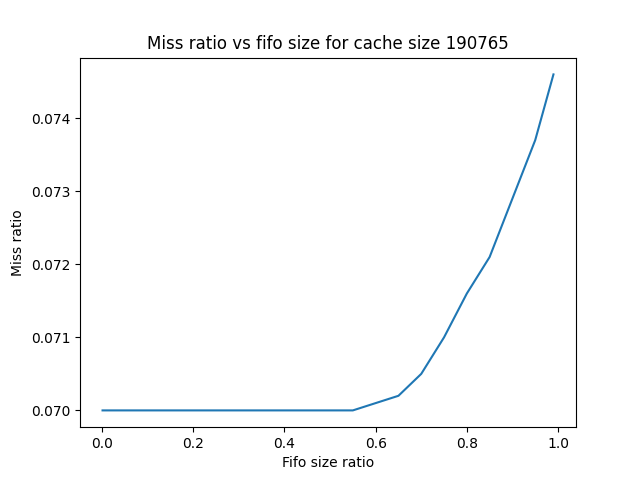 Miss ratio vs fifo size for cache size 190765
0.074
0.073
0.072
0.071
0.070
Miss ratio
0.0 0.2 0.4 0.6 0.8 1.0
Fifo size ratio